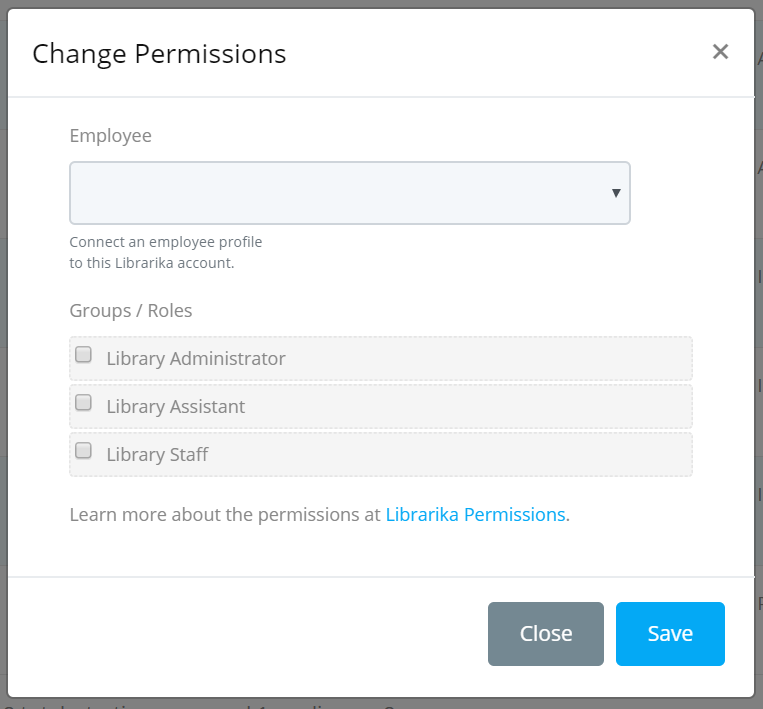 Change Permissions
×
Employee
Connect an employee profile
to this Librarika account.
Groups / Roles
Library Administrator
Library Assistant
Library Staff
Learn more about the permissions at Librarika Permissions.
Close
Save